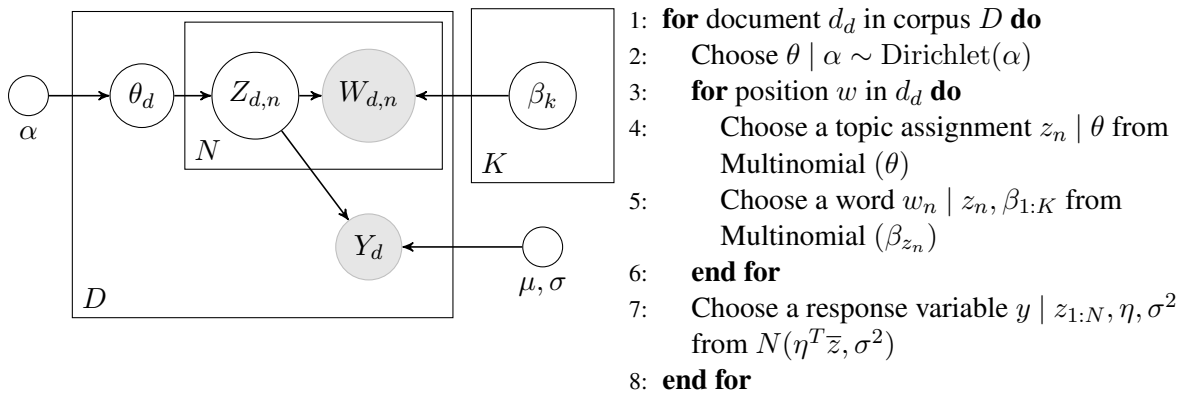 α
θ_d
Z_{d,n}
W_{d,n}
β_k
N
K
Y_d
μ, σ
D
1: for document d_d in corpus D do
2: Choose θ | α ∼ Dirichlet(α)
3: for position w in d_d do
4: Choose a topic assignment z_n | θ from
Multinomial (θ)
5: Choose a word w_n | z_n, β_{1:K} from
Multinomial (β_{z_n})
6: end for
7: Choose a response variable y | z_{1:N}, η, σ²
from N(η^T z̄, σ²)
8: end for